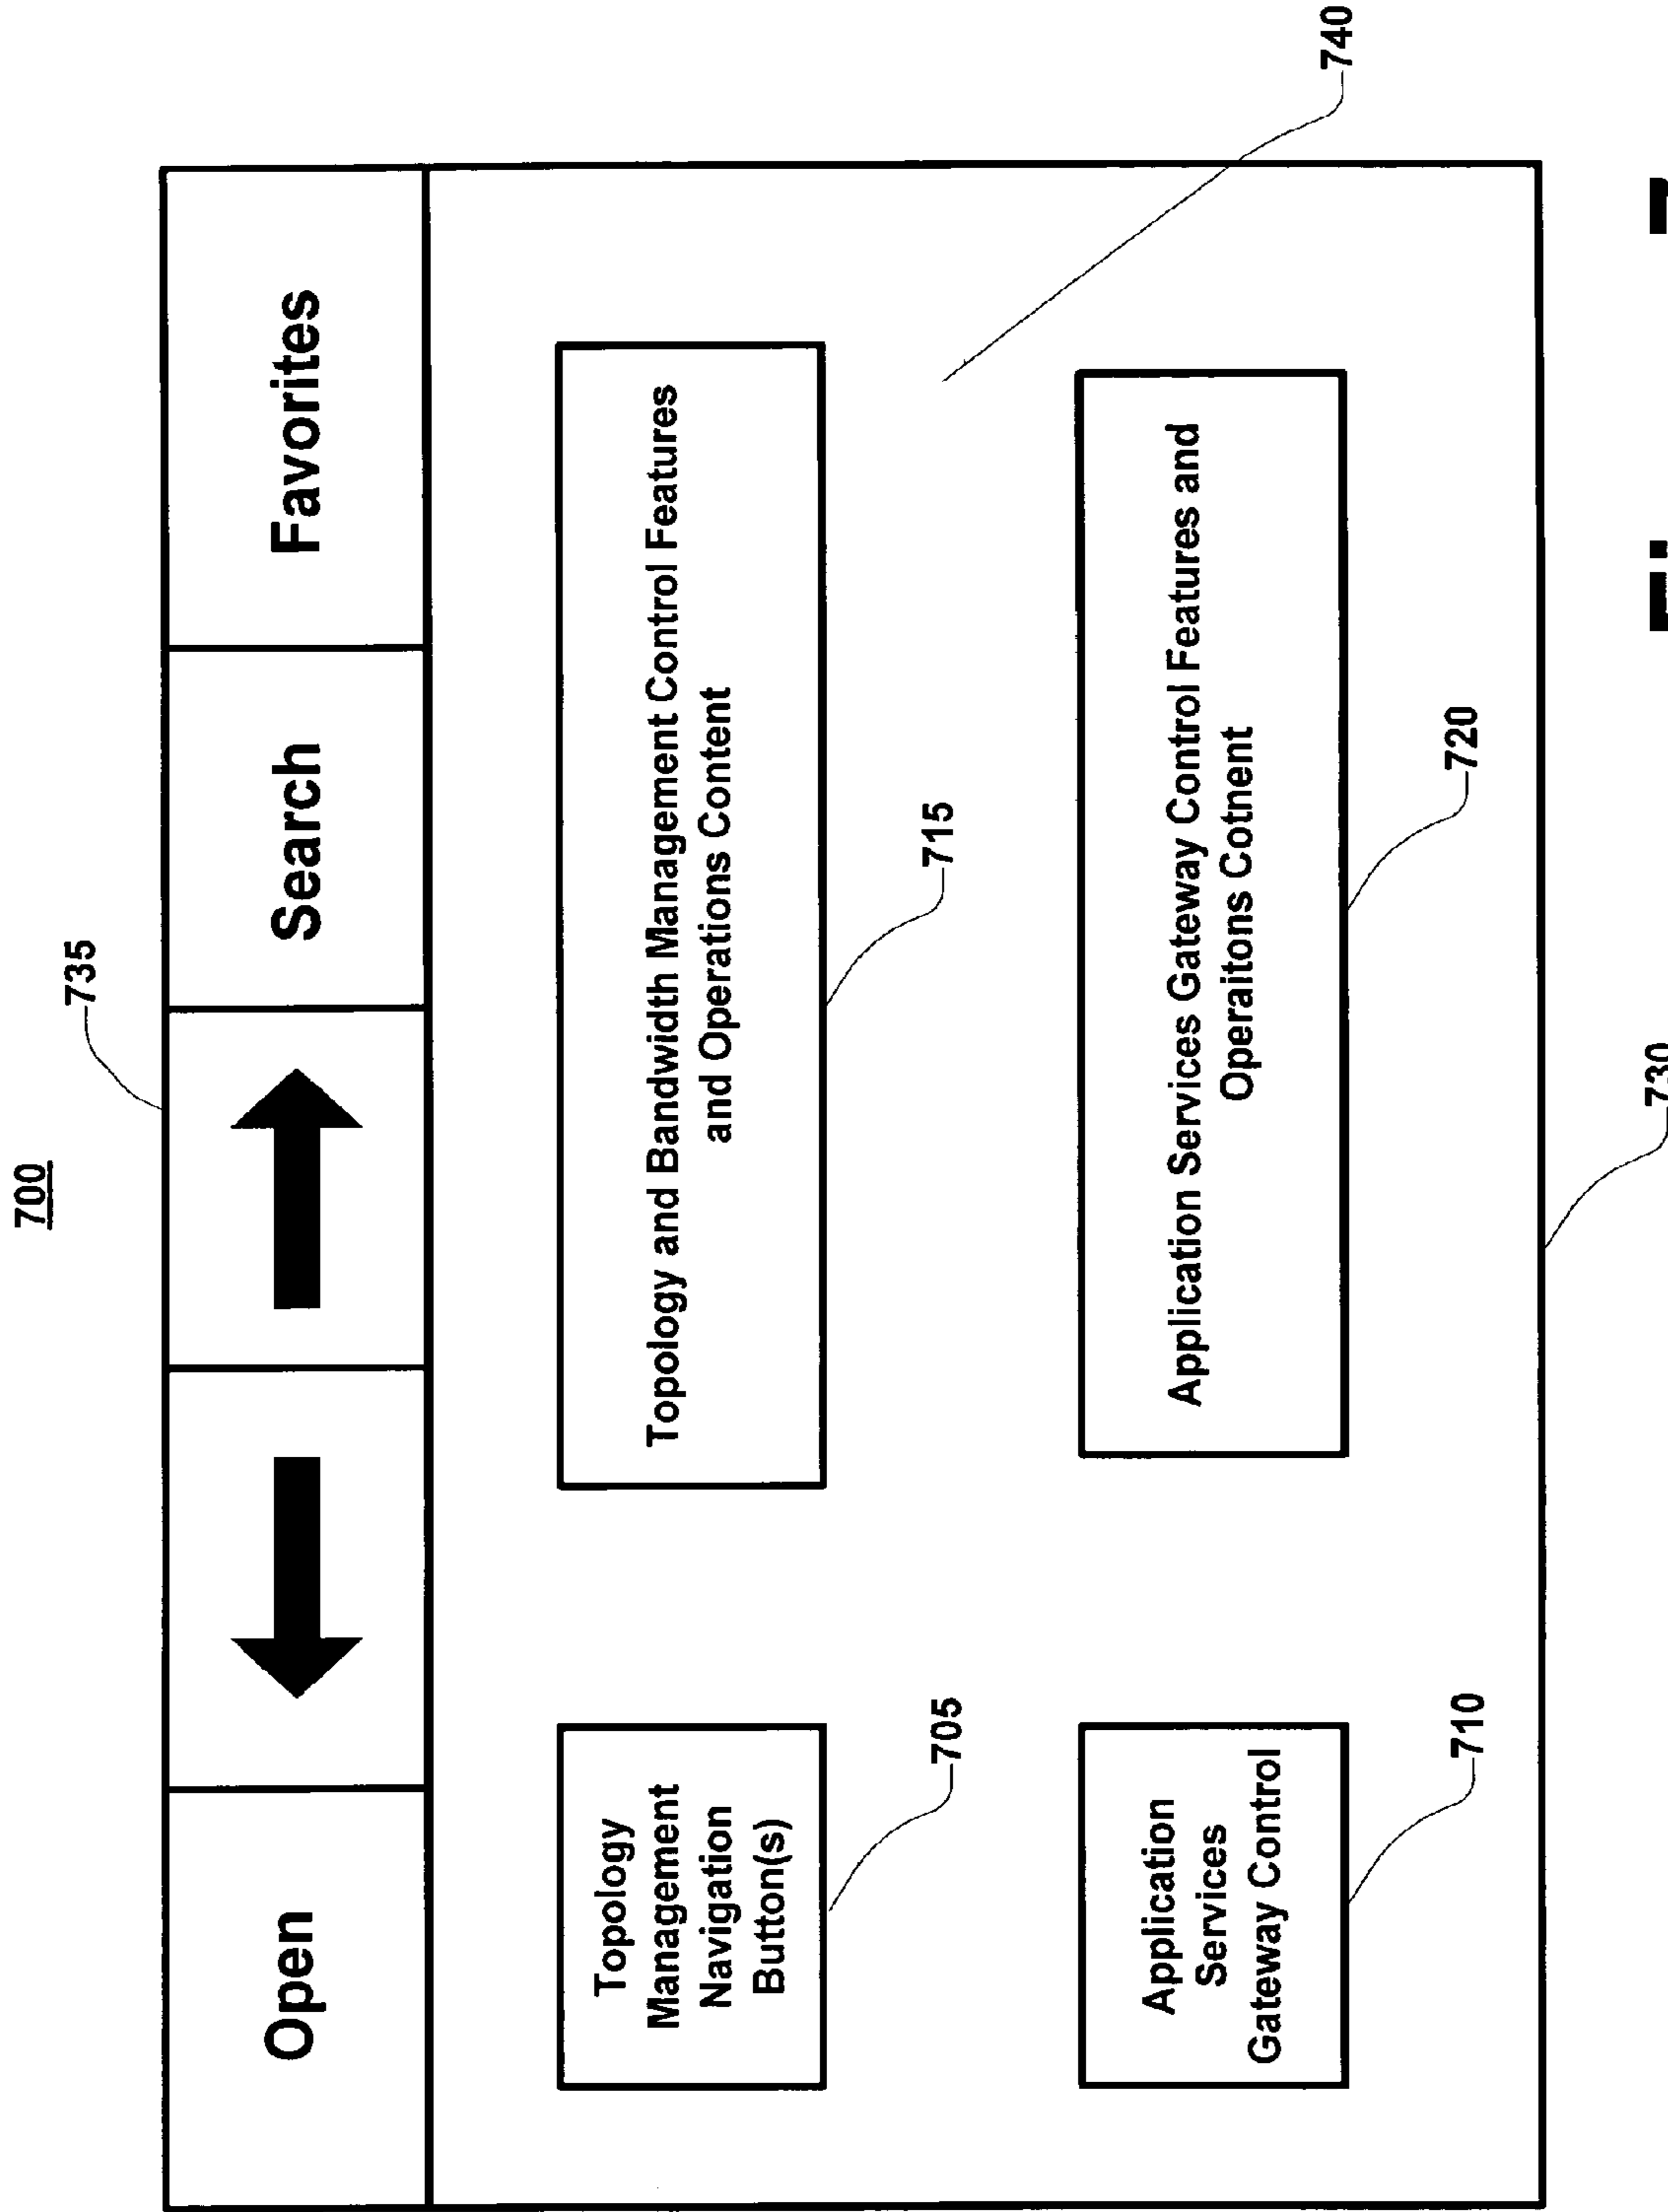 700
735
Open
Search
Favorites
Topology
Management
Navigation
Button(s)
705
Topology and Bandwidth Management Control Features
and Operations Content
715
740
Application
Services
Gateway Control
710
Application Services Gateway Control Features and
Operaitons Cotnent
720
730